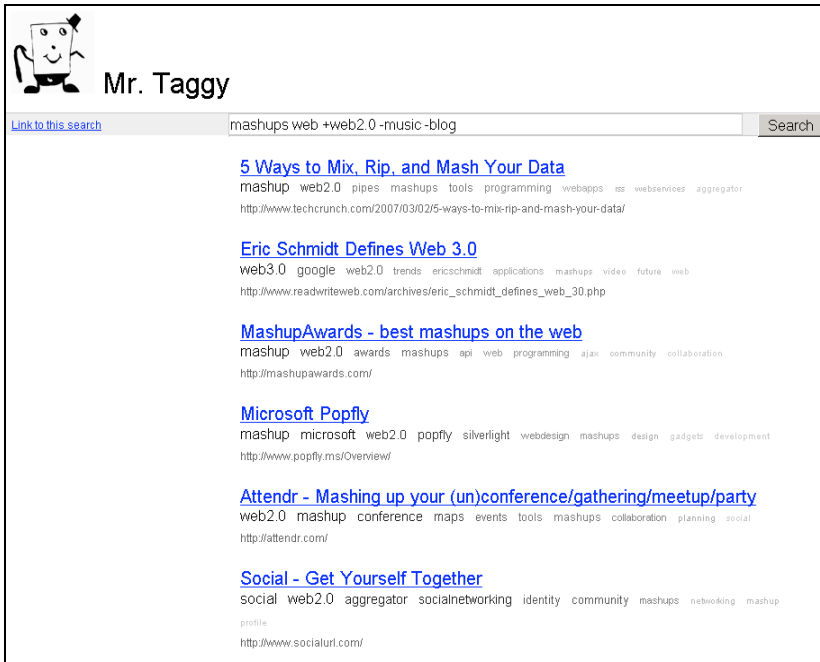 Mr. Taggy
Link to this search
mashups web +web2.0 -music -blog
Search
5 Ways to Mix, Rip, and Mash Your Data
mashup web2.0 pipes mashups tools programming webapps rss webservices aggregator
http://www.techcrunch.com/2007/03/02/5-ways-to-mix-rip-and-mash-your-data/
Eric Schmidt Defines Web 3.0
web3.0 google web2.0 trends ericschmidt applications mashups video future web
http://www.readwriteweb.com/archives/eric_schmidt_defines_web_30.php
MashupAwards - best mashups on the web
mashup web2.0 awards mashups api web programming ajax community collaboration
http://mashupawards.com/
Microsoft Popfly
mashup microsoft web2.0 popfly silverlight webdesign mashups design gadgets development
http://www.popfly.ms/Overview/
Attendr - Mashing up your (un)conference/gathering/meetup/party
web2.0 mashup conference maps events tools mashups collaboration planning social
http://attendr.com/
Social - Get Yourself Together
social web2.0 aggregator socialnetworking identity community mashups networking mashup
profile
http://www.socialurl.com/